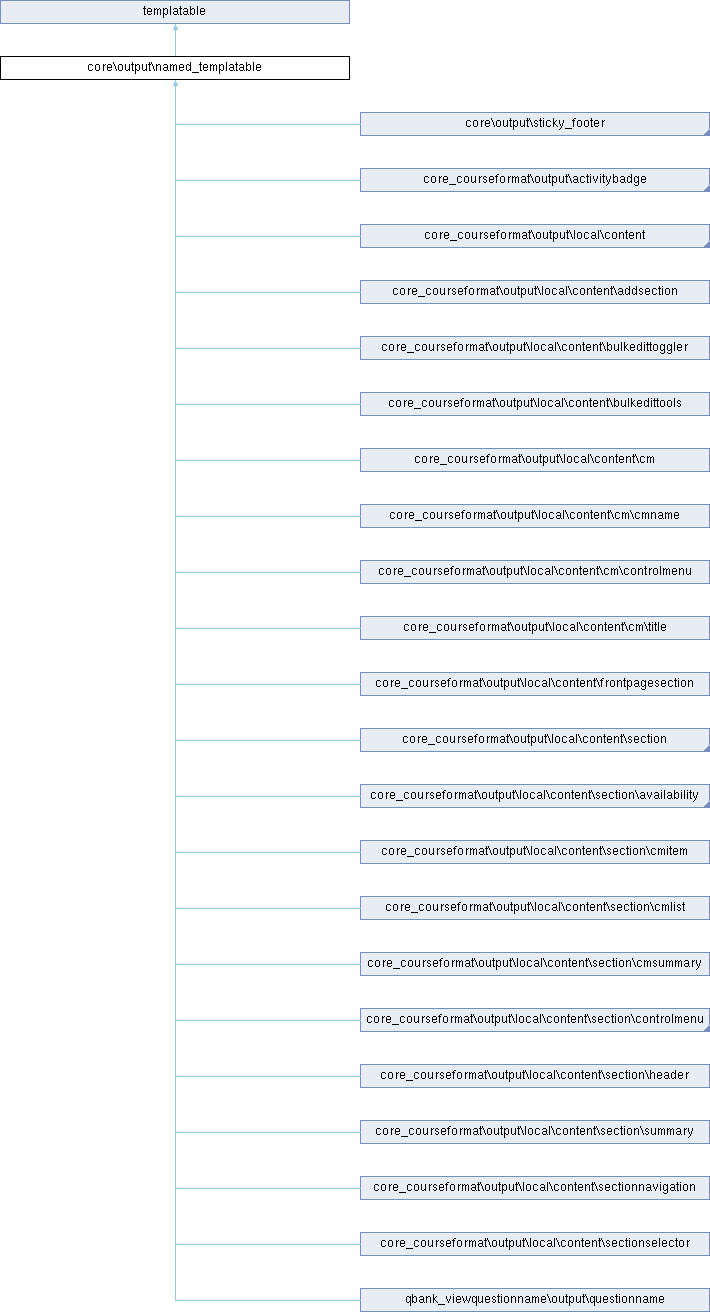 templatable
core\output\named_templatable
core\output\sticky_footer
core_courseformat\output\activitybadge
core_courseformat\output\local\content
core_courseformat\output\local\content\addsection
core_courseformat\output\local\content\bulkedittoggler
core_courseformat\output\local\content\bulkedittools
core_courseformat\output\local\content\cm
core_courseformat\output\local\content\cm\cmname
core_courseformat\output\local\content\cm\controlmenu
core_courseformat\output\local\content\cm\title
core_courseformat\output\local\content\frontpagesection
core_courseformat\output\local\content\section
core_courseformat\output\local\content\section\availability
core_courseformat\output\local\content\section\cmitem
core_courseformat\output\local\content\section\cmlist
core_courseformat\output\local\content\section\cmsummary
core_courseformat\output\local\content\section\controlmenu
core_courseformat\output\local\content\section\header
core_courseformat\output\local\content\section\summary
core_courseformat\output\local\content\sectionnavigation
core_courseformat\output\local\content\sectionselector
qbank_viewquestionname\output\questionname